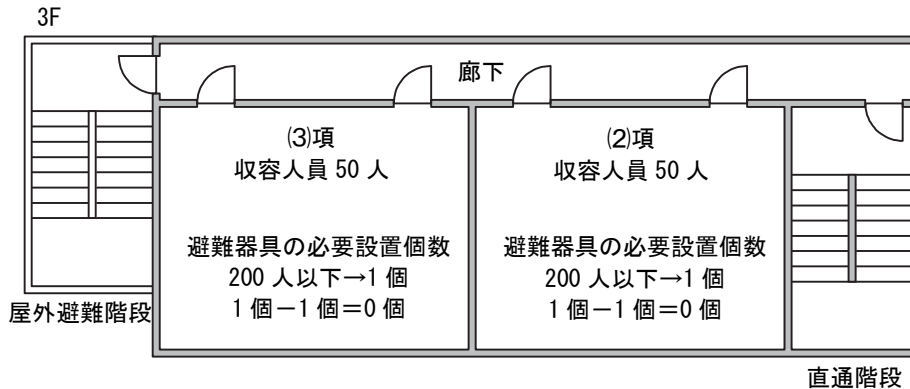 3F
廊下
⑶項
収容人員 50 人
避難器具の必要設置個数
200 人以下→1 個
1 個－1 個＝0 個
⑵項
収容人員 50 人
避難器具の必要設置個数
200 人以下→1 個
1 個－1 個＝0 個
屋外避難階段
直通階段